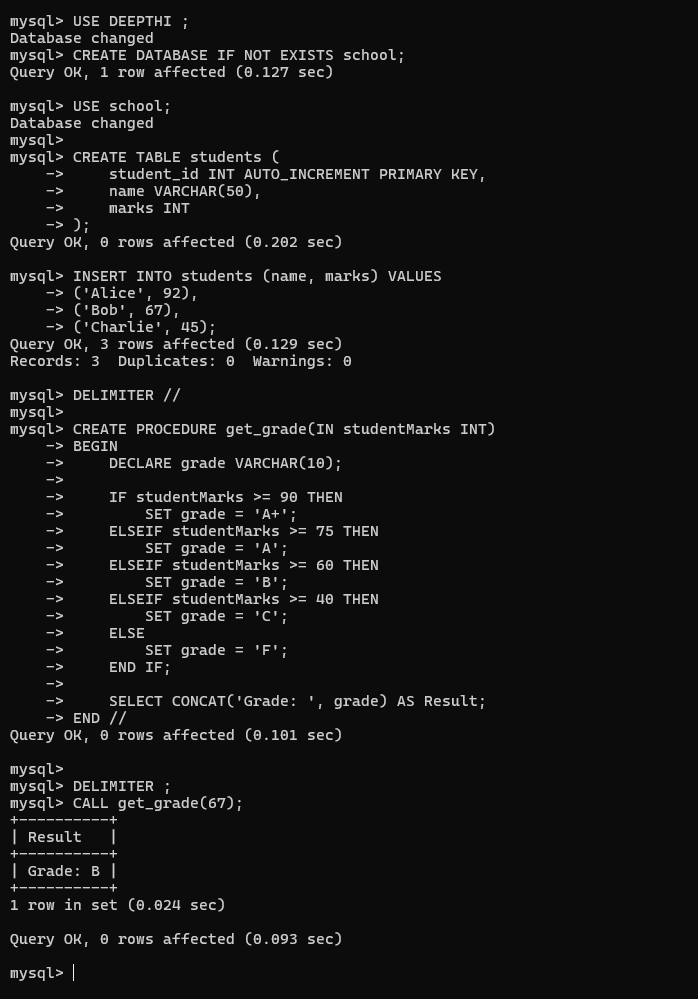 mysql> USE DEEPTHI ;
Database changed
mysql> CREATE DATABASE IF NOT EXISTS school;
Query OK, 1 row affected (0.127 sec)

mysql> USE school;
Database changed
mysql>
mysql> CREATE TABLE students (
    ->     student_id INT AUTO_INCREMENT PRIMARY KEY,
    ->     name VARCHAR(50),
    ->     marks INT
    -> );
Query OK, 0 rows affected (0.202 sec)

mysql> INSERT INTO students (name, marks) VALUES
    -> ('Alice', 92),
    -> ('Bob', 67),
    -> ('Charlie', 45);
Query OK, 3 rows affected (0.129 sec)
Records: 3  Duplicates: 0  Warnings: 0

mysql> DELIMITER //
mysql>
mysql> CREATE PROCEDURE get_grade(IN studentMarks INT)
    -> BEGIN
    ->     DECLARE grade VARCHAR(10);
    ->
    ->     IF studentMarks >= 90 THEN
    ->         SET grade = 'A+';
    ->     ELSEIF studentMarks >= 75 THEN
    ->         SET grade = 'A';
    ->     ELSEIF studentMarks >= 60 THEN
    ->         SET grade = 'B';
    ->     ELSEIF studentMarks >= 40 THEN
    ->         SET grade = 'C';
    ->     ELSE
    ->         SET grade = 'F';
    ->     END IF;
    ->
    ->     SELECT CONCAT('Grade: ', grade) AS Result;
    -> END //
Query OK, 0 rows affected (0.101 sec)

mysql>
mysql> DELIMITER ;
mysql> CALL get_grade(67);
+----------+
| Result   |
+----------+
| Grade: B |
+----------+
1 row in set (0.024 sec)

Query OK, 0 rows affected (0.093 sec)

mysql>